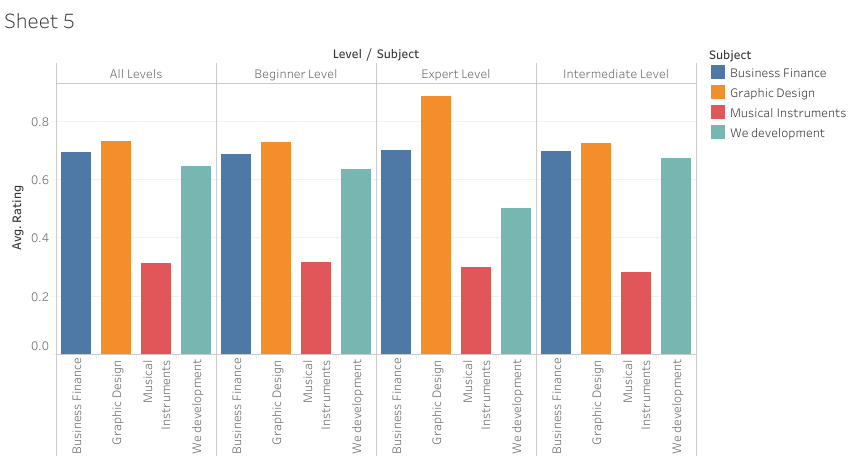 Sheet 5
Level / Subject
All Levels
Beginner Level
Expert Level
Intermediate Level
Avg. Rating
0.8
0.6
0.4
0.2
0.0
Business Finance
Graphic Design
Musical
Instruments
We development
Business Finance
Graphic Design
Musical
Instruments
We development
Business Finance
Graphic Design
Musical
Instruments
We development
Business Finance
Graphic Design
Musical
Instruments
We development
Subject
Business Finance
Graphic Design
Musical Instruments
We development